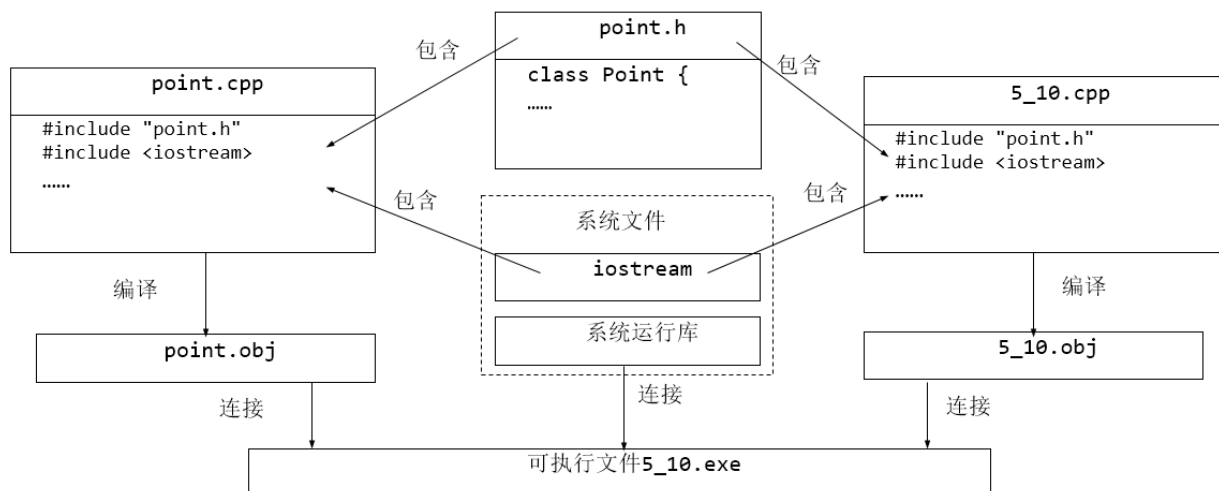 point.h
class Point {
……
包含
包含
point.cpp
#include "point.h"
#include <iostream>
……
5_10.cpp
#include "point.h"
#include <iostream>
……
包含
包含
系统文件
iostream
系统运行库
编译
编译
point.obj
5_10.obj
连接
连接
连接
可执行文件5_10.exe